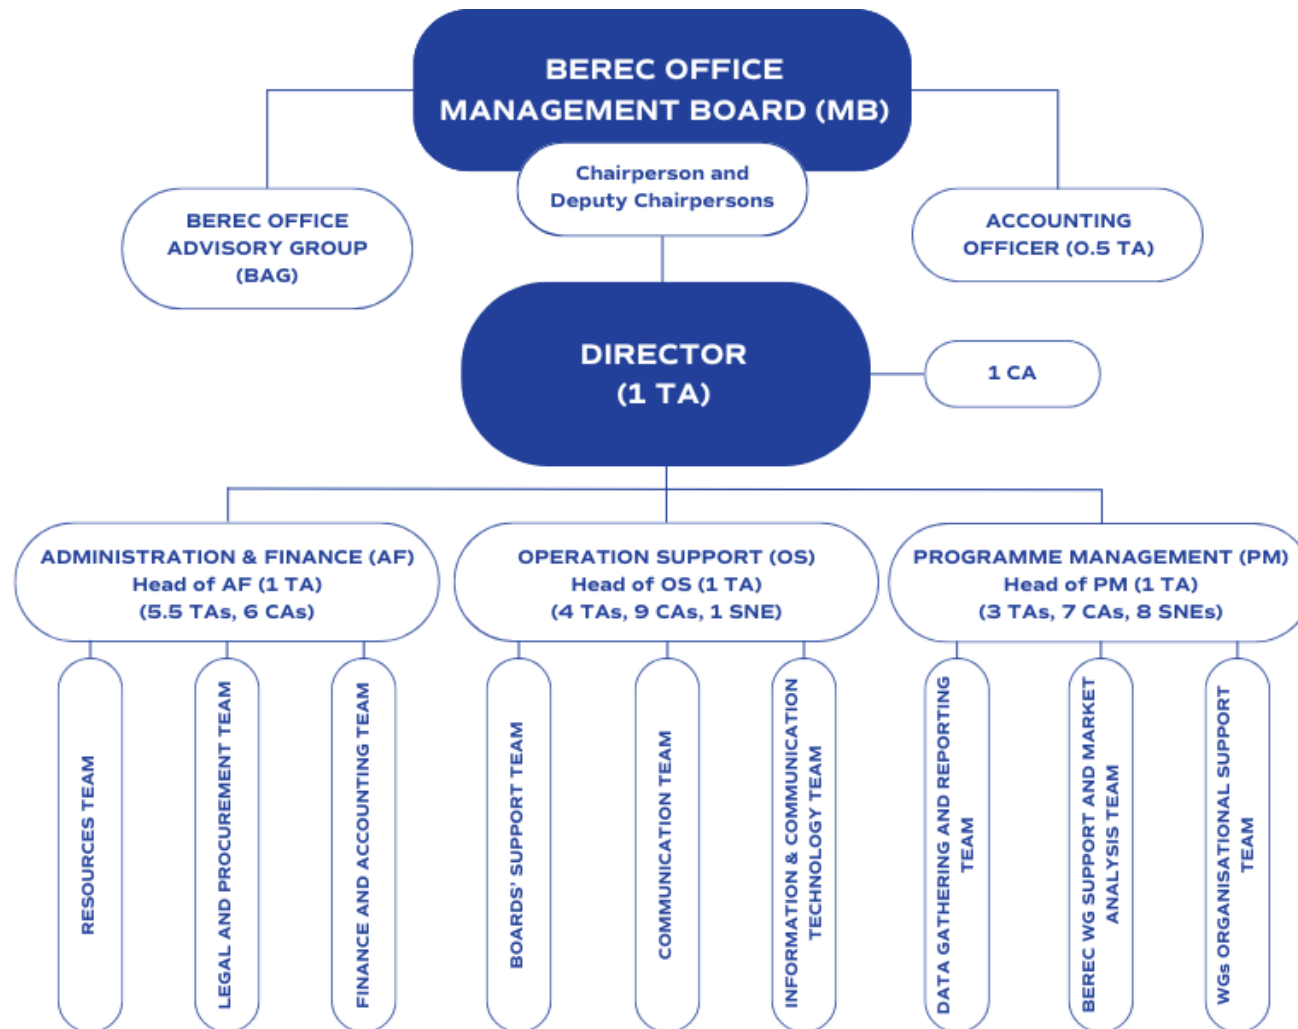 BEREC OFFICE
MANAGEMENT BOARD (MB)
Chairperson and
Deputy Chairpersons
BEREC OFFICE
ADVISORY GROUP
(BAG)
ACCOUNTING
OFFICER (0.5 TA)
DIRECTOR
(1 TA)
1 CA
ADMINISTRATION & FINANCE (AF)
Head of AF (1 TA)
(5.5 TAs, 6 CAs)
OPERATION SUPPORT (OS)
Head of OS (1 TA)
(4 TAs, 9 CAs, 1 SNE)
PROGRAMME MANAGEMENT (PM)
Head of PM (1 TA)
(3 TAs, 7 CAs, 8 SNEs)
RESOURCES TEAM
LEGAL AND PROCUREMENT TEAM
FINANCE AND ACCOUNTING TEAM
BOARDS' SUPPORT TEAM
COMMUNICATION TEAM
INFORMATION & COMMUNICATION
TECHNOLOGY TEAM
DATA GATHERING AND REPORTING
TEAM
BEREC WG SUPPORT AND MARKET
ANALYSIS TEAM
WGs ORGANISATIONAL SUPPORT
TEAM